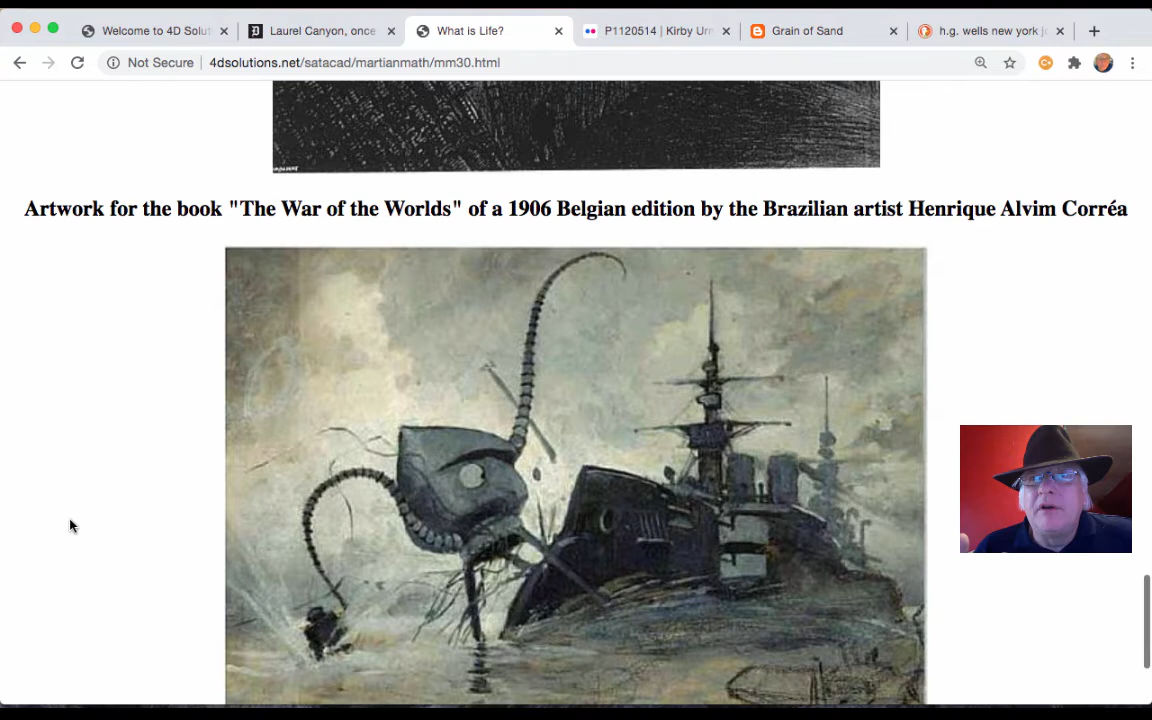 Welcome to 4D Solut
Laurel Canyon, once
What is Life?
P1120514 | Kirby Urn
Grain of Sand
h.g. wells new york j
Not Secure
4dsolutions.net/satacad/martianmath/mm30.html
Artwork for the book "The War of the Worlds" of a 1906 Belgian edition by the Brazilian artist Henrique Alvim Corréa